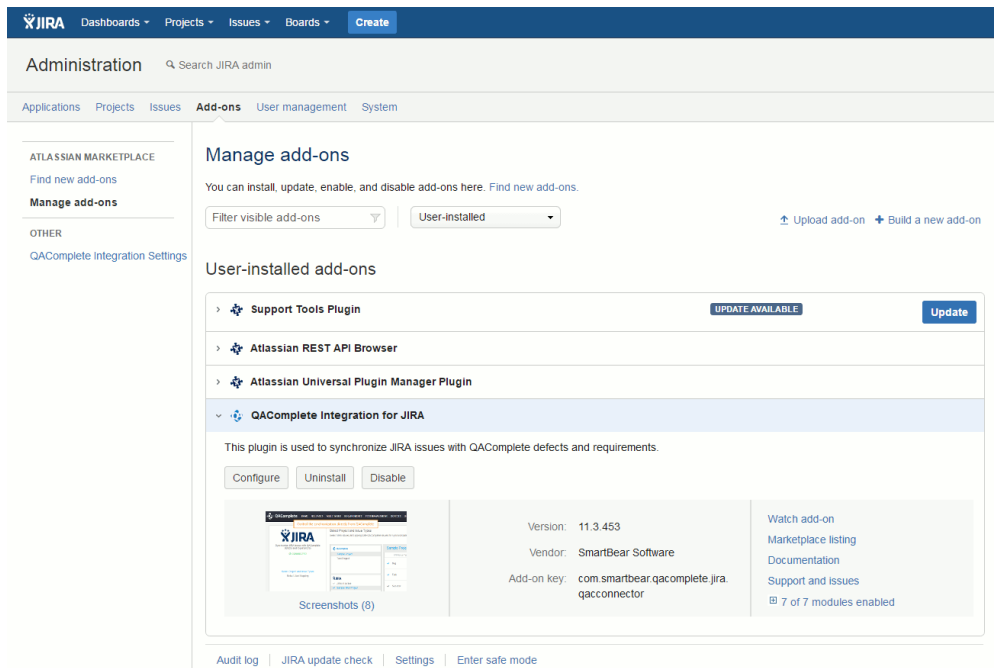 JIRA Dashboards Projects Issues Boards Create
Administration Search JIRA admin
Applications Projects Issues Add-ons User management System
ATLASSIAN MARKETPLACE
Find new add-ons
Manage add-ons
OTHER
QAComplete Integration Settings
Manage add-ons
You can install, update, enable, and disable add-ons here. Find new add-ons.
Filter visible add-ons User-installed
Upload add-on Build a new add-on
User-installed add-ons
Support Tools Plugin UPDATE AVAILABLE Update
Atlassian REST API Browser
Atlassian Universal Plugin Manager Plugin
QAComplete Integration for JIRA
This plugin is used to synchronize JIRA issues with QAComplete defects and requirements.
Configure Uninstall Disable
QAComplete
JIRA
Screenshots (8)
Version: 11.3.453
Vendor: SmartBear Software
Add-on key: com.smartbear.qacomplete.jira.
qacconnector
Watch add-on
Marketplace listing
Documentation
Support and issues
7 of 7 modules enabled
Audit log JIRA update check Settings Enter safe mode